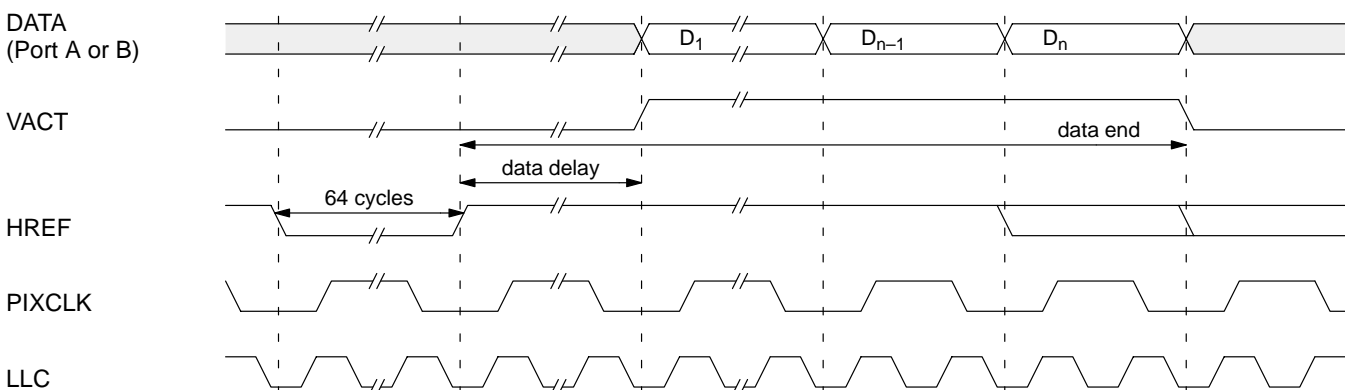 DATA
(Port A or B)
D1
Dn–1
Dn
VACT
data end
data delay
64 cycles
HREF
PIXCLK
LLC